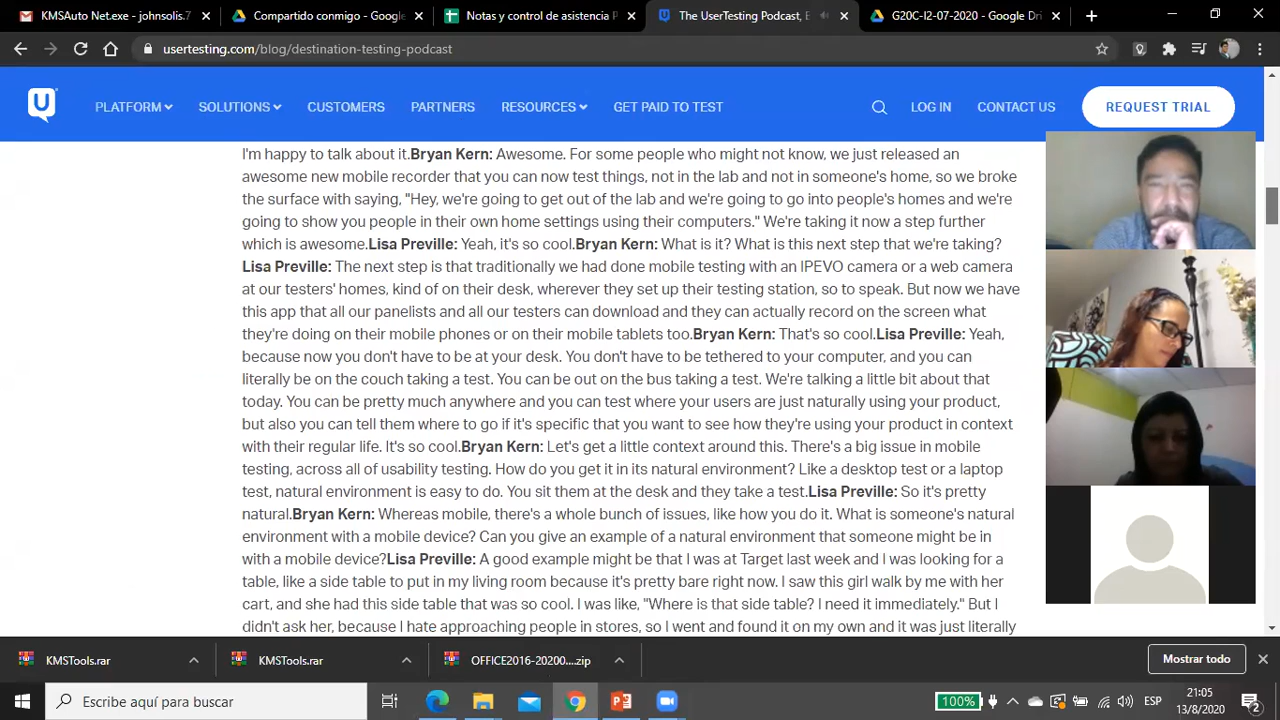 KMSAuto Net.exe - johnsolis.7
Compartido conmigo - Google
Notas y control de asistencia P
The UserTesting Podcast, E
G20C-I2-07-2020 - Google Dri
usertesting.com/blog/destination-testing-podcast
U
PLATFORM
SOLUTIONS
CUSTOMERS
PARTNERS
RESOURCES
GET PAID TO TEST
LOG IN
CONTACT US
REQUEST TRIAL
I'm happy to talk about it.Bryan Kern: Awesome. For some people who might not know, we just released an
awesome new mobile recorder that you can now test things, not in the lab and not in someone's home, so we broke
the surface with saying, "Hey, we're going to get out of the lab and we're going to go into people's homes and we're
going to show you people in their own home settings using their computers." We're taking it now a step further
which is awesome.Lisa Preville: Yeah, it's so cool.Bryan Kern: What is it? What is this next step that we're taking?
Lisa Preville: The next step is that traditionally we had done mobile testing with an IPEVO camera or a web camera
at our testers' homes, kind of on their desk, wherever they set up their testing station, so to speak. But now we have
this app that all our panelists and all our testers can download and they can actually record on the screen what
they're doing on their mobile phones or on their mobile tablets too.Bryan Kern: That's so cool.Lisa Preville: Yeah,
because now you don't have to be at your desk. You don't have to be tethered to your computer, and you can
literally be on the couch taking a test. You can be out on the bus taking a test. We're talking a little bit about that
today. You can be pretty much anywhere and you can test where your users are just naturally using your product,
but also you can tell them where to go if it's specific that you want to see how they're using your product in context
with their regular life. It's so cool.Bryan Kern: Let's get a little context around this. There's a big issue in mobile
testing, across all of usability testing. How do you get it in its natural environment? Like a desktop test or a laptop
test, natural environment is easy to do. You sit them at the desk and they take a test.Lisa Preville: So it's pretty
natural.Bryan Kern: Whereas mobile, there's a whole bunch of issues, like how you do it. What is someone's natural
environment with a mobile device? Can you give an example of a natural environment that someone might be in
with a mobile device?Lisa Preville: A good example might be that I was at Target last week and I was looking for a
table, like a side table to put in my living room because it's pretty bare right now. I saw this girl walk by me with her
cart, and she had this side table that was so cool. I was like, "Where is that side table? I need it immediately." But I
didn't ask her, because I hate approaching people in stores, so I went and found it on my own and it was just literally
KMSTools.rar
KMSTools.rar
OFFICE2016-20200....zip
Mostrar todo
Escribe aquí para buscar
100%
ESP
21:05
13/8/2020
2